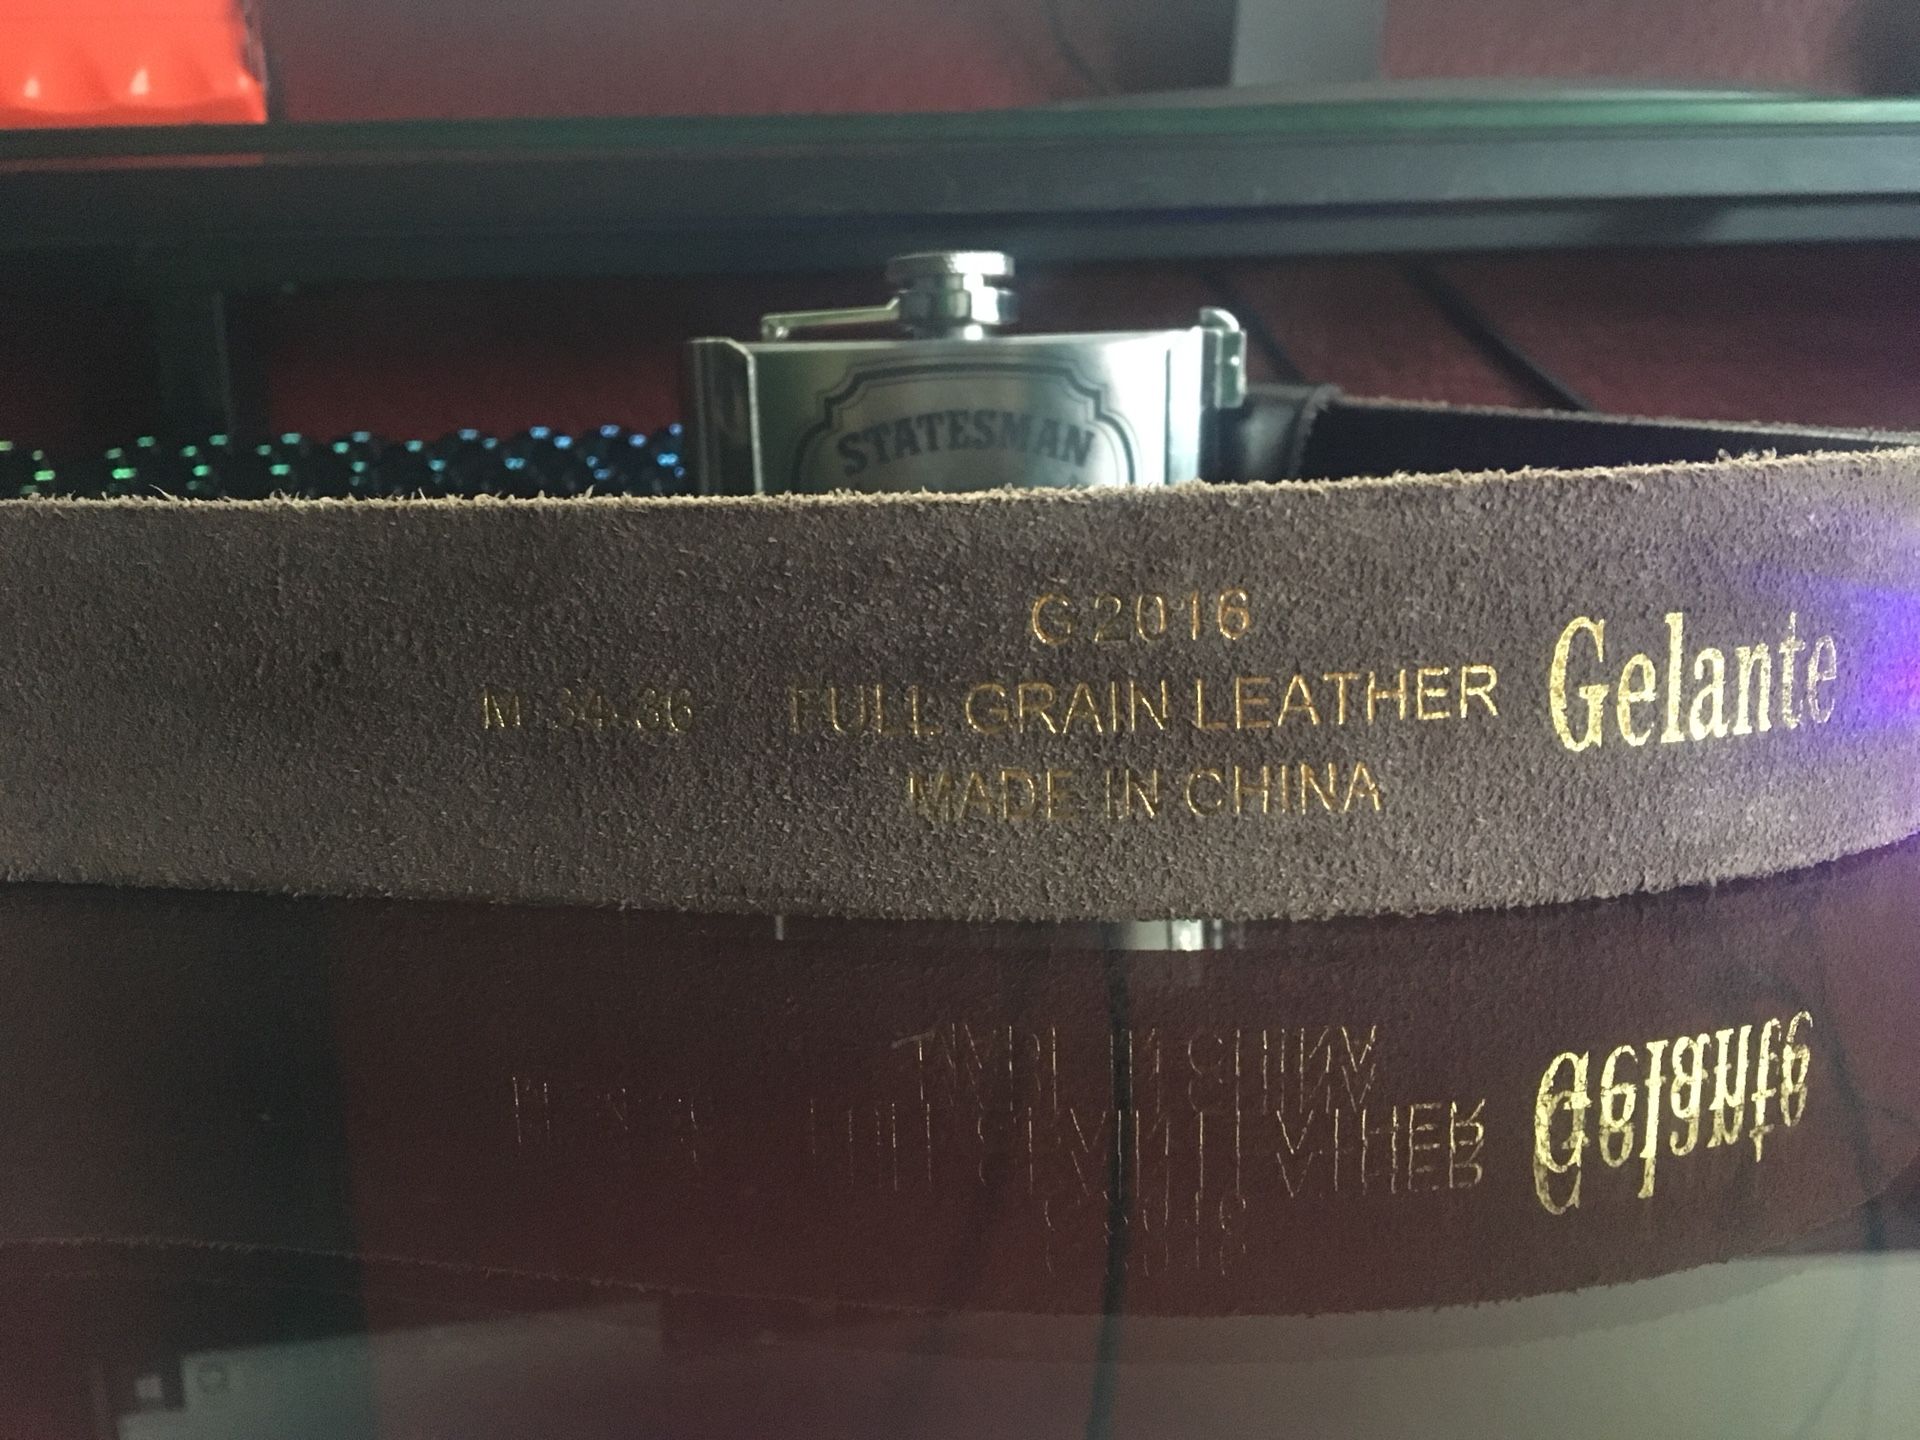 STATESMAN
G2016
M 34-36 FULL GRAIN LEATHER Gelante
MADE IN CHINA